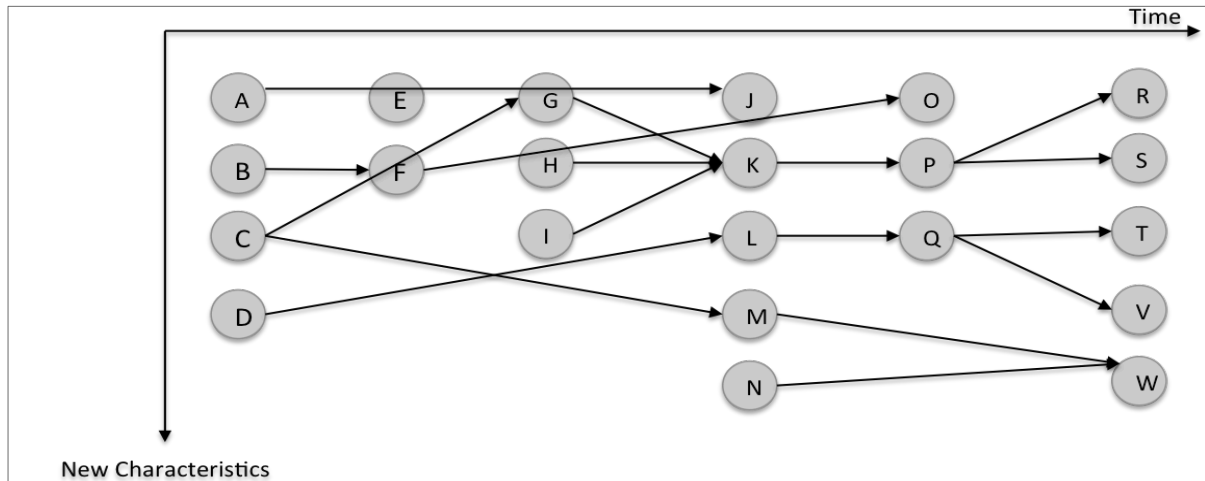 Time
A E G J O R
B F H K P S
C I L Q T
D M V
N W
New Characteristics